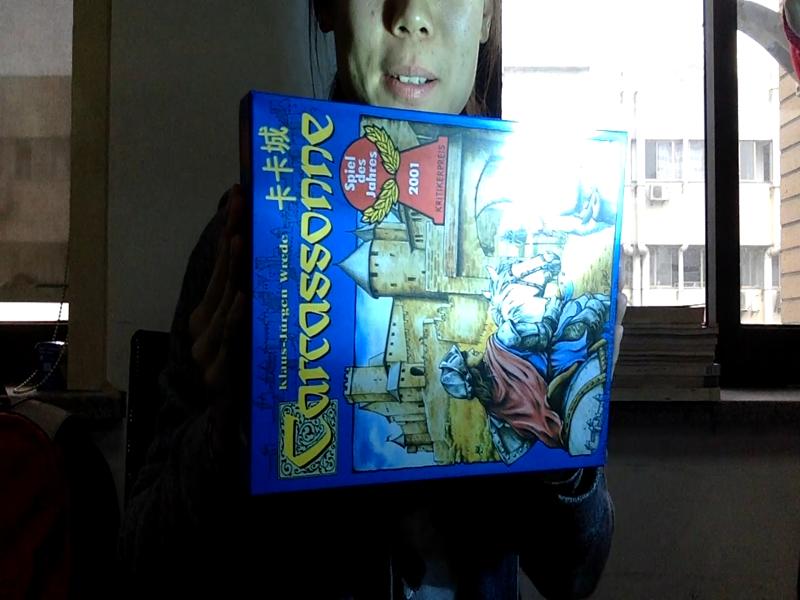 卡卡城
Klaus-Jürgen Wrede
Carcassonne
Spiel
des
Jahres
2001
KRITIKERPREIS